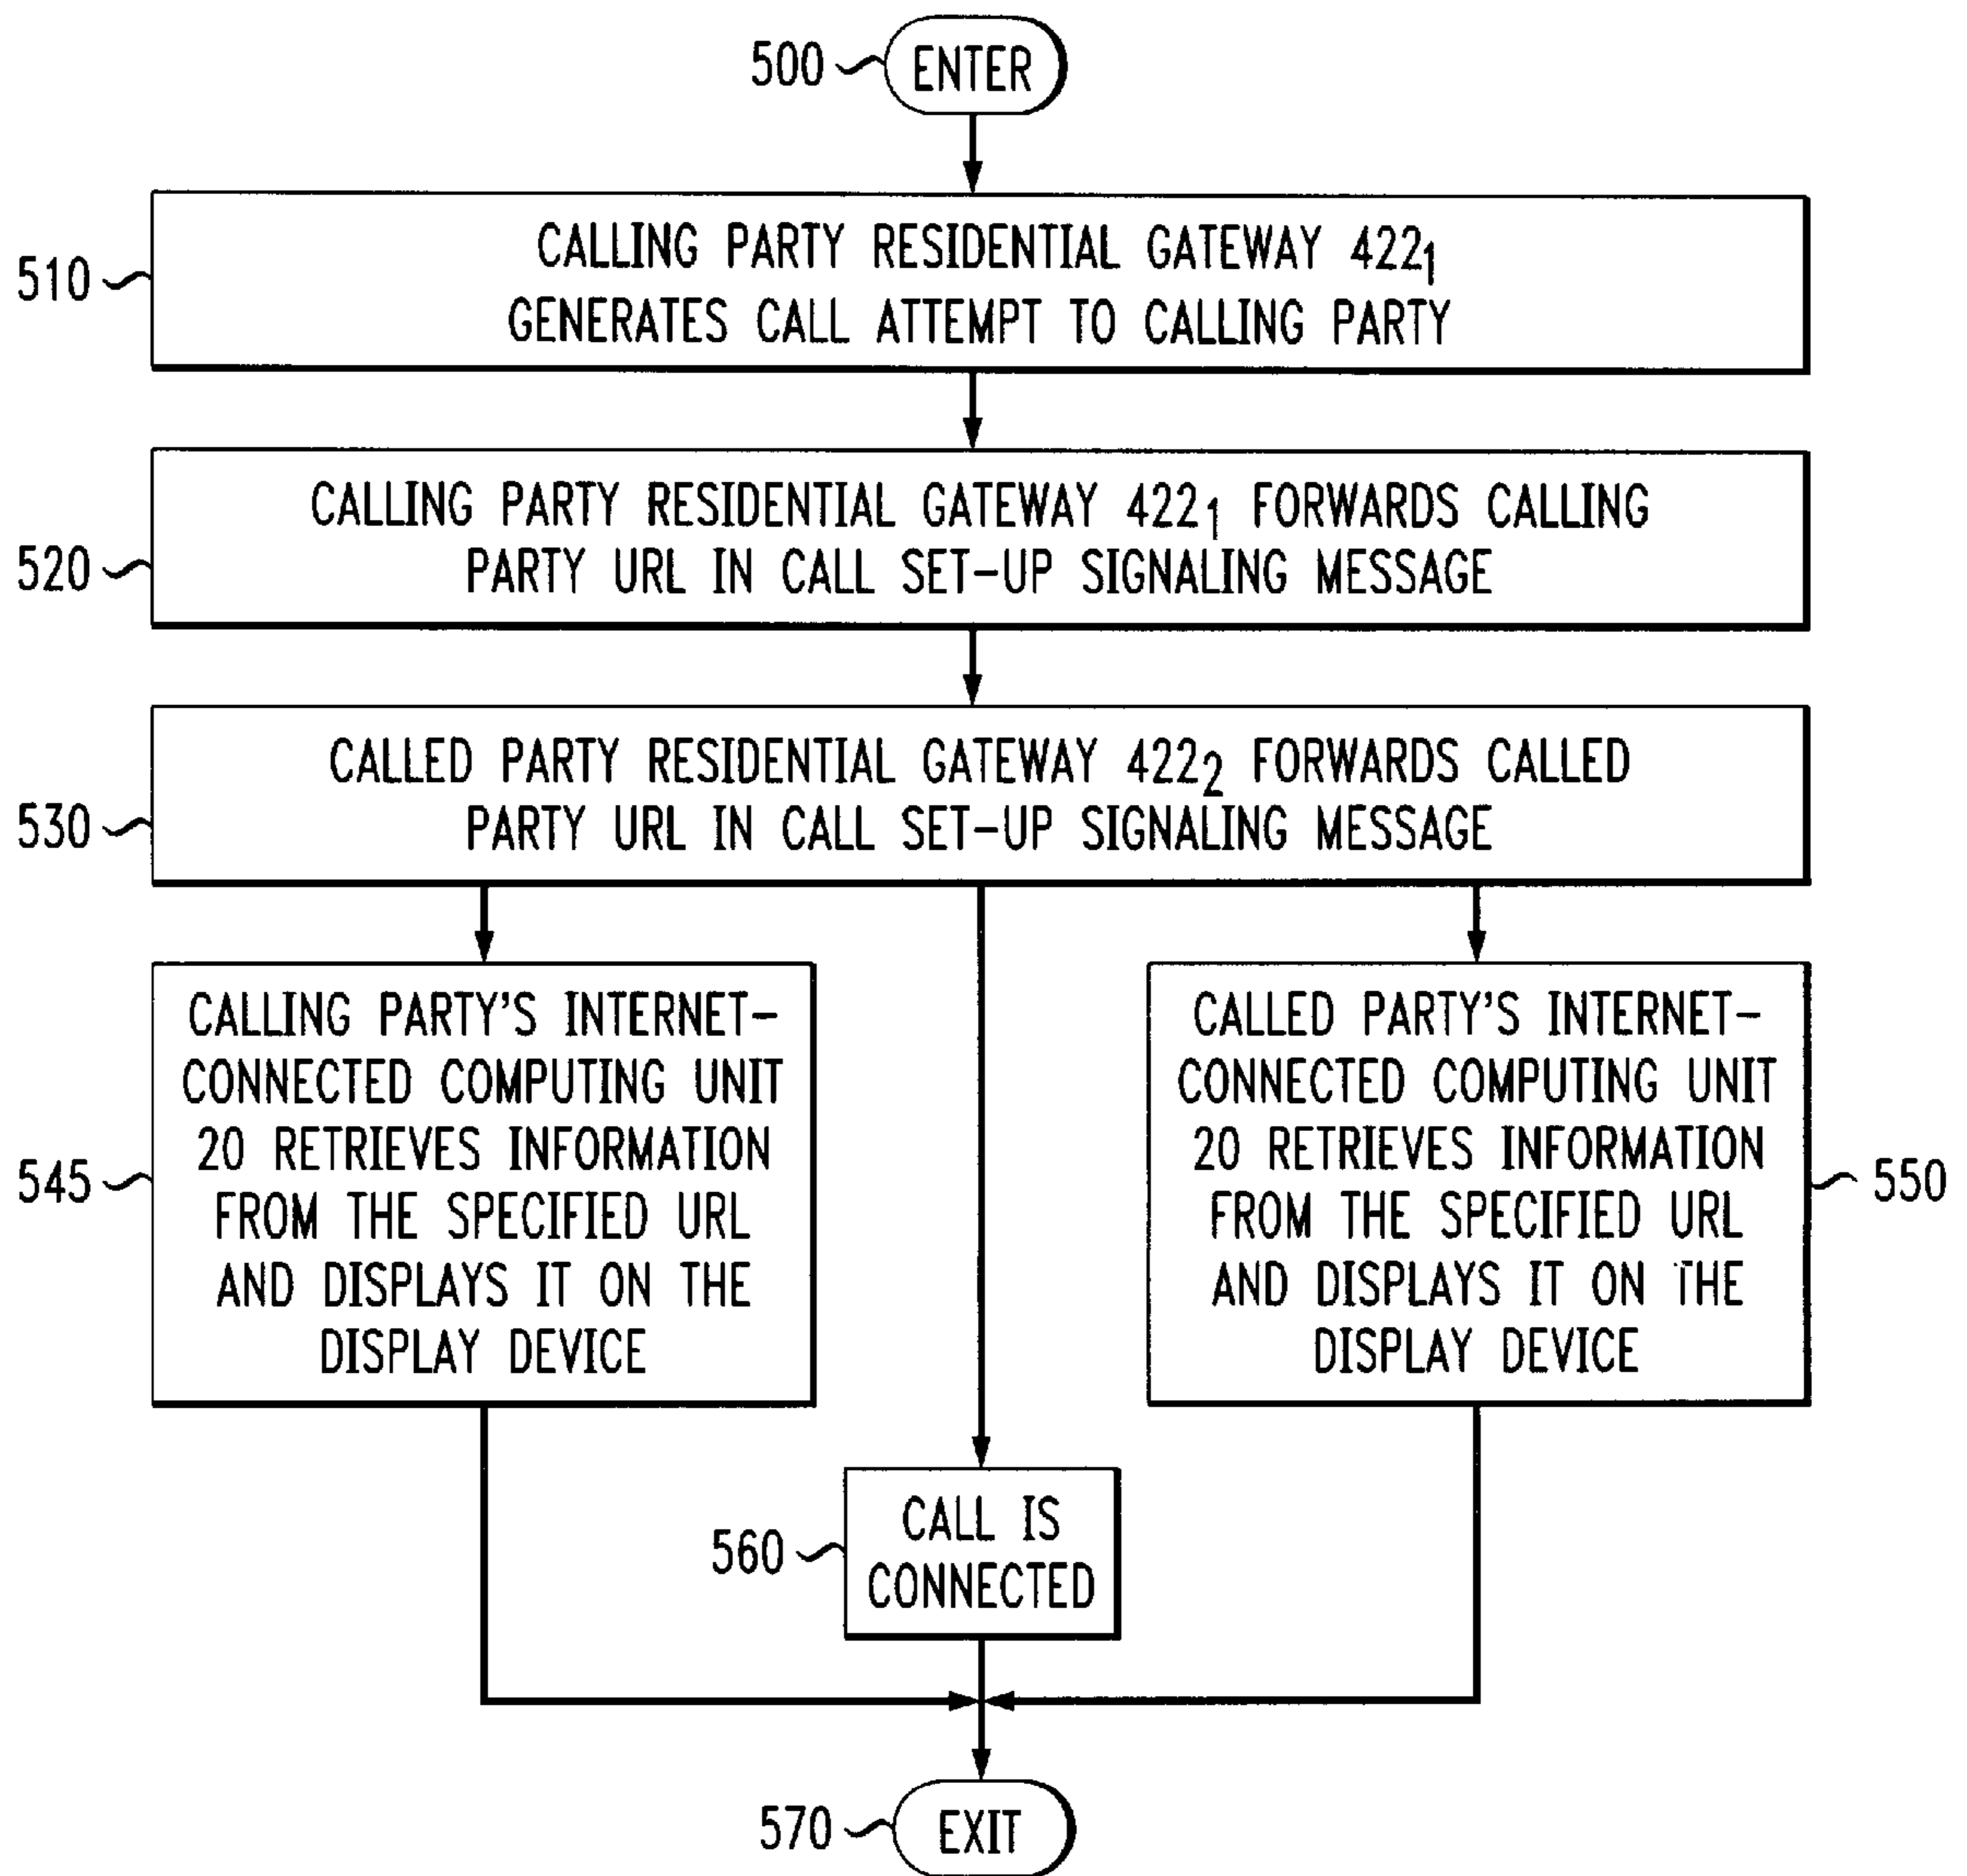 500
ENTER
510
CALLING PARTY RESIDENTIAL GATEWAY 422₁
GENERATES CALL ATTEMPT TO CALLING PARTY
520
CALLING PARTY RESIDENTIAL GATEWAY 422₁ FORWARDS CALLING
PARTY URL IN CALL SET-UP SIGNALING MESSAGE
530
CALLED PARTY RESIDENTIAL GATEWAY 422₂ FORWARDS CALLED
PARTY URL IN CALL SET-UP SIGNALING MESSAGE
545
CALLING PARTY'S INTERNET-
CONNECTED COMPUTING UNIT
20 RETRIEVES INFORMATION
FROM THE SPECIFIED URL
AND DISPLAYS IT ON THE
DISPLAY DEVICE
CALLED PARTY'S INTERNET-
CONNECTED COMPUTING UNIT
20 RETRIEVES INFORMATION
FROM THE SPECIFIED URL
AND DISPLAYS IT ON THE
DISPLAY DEVICE
550
560
CALL IS
CONNECTED
570
EXIT